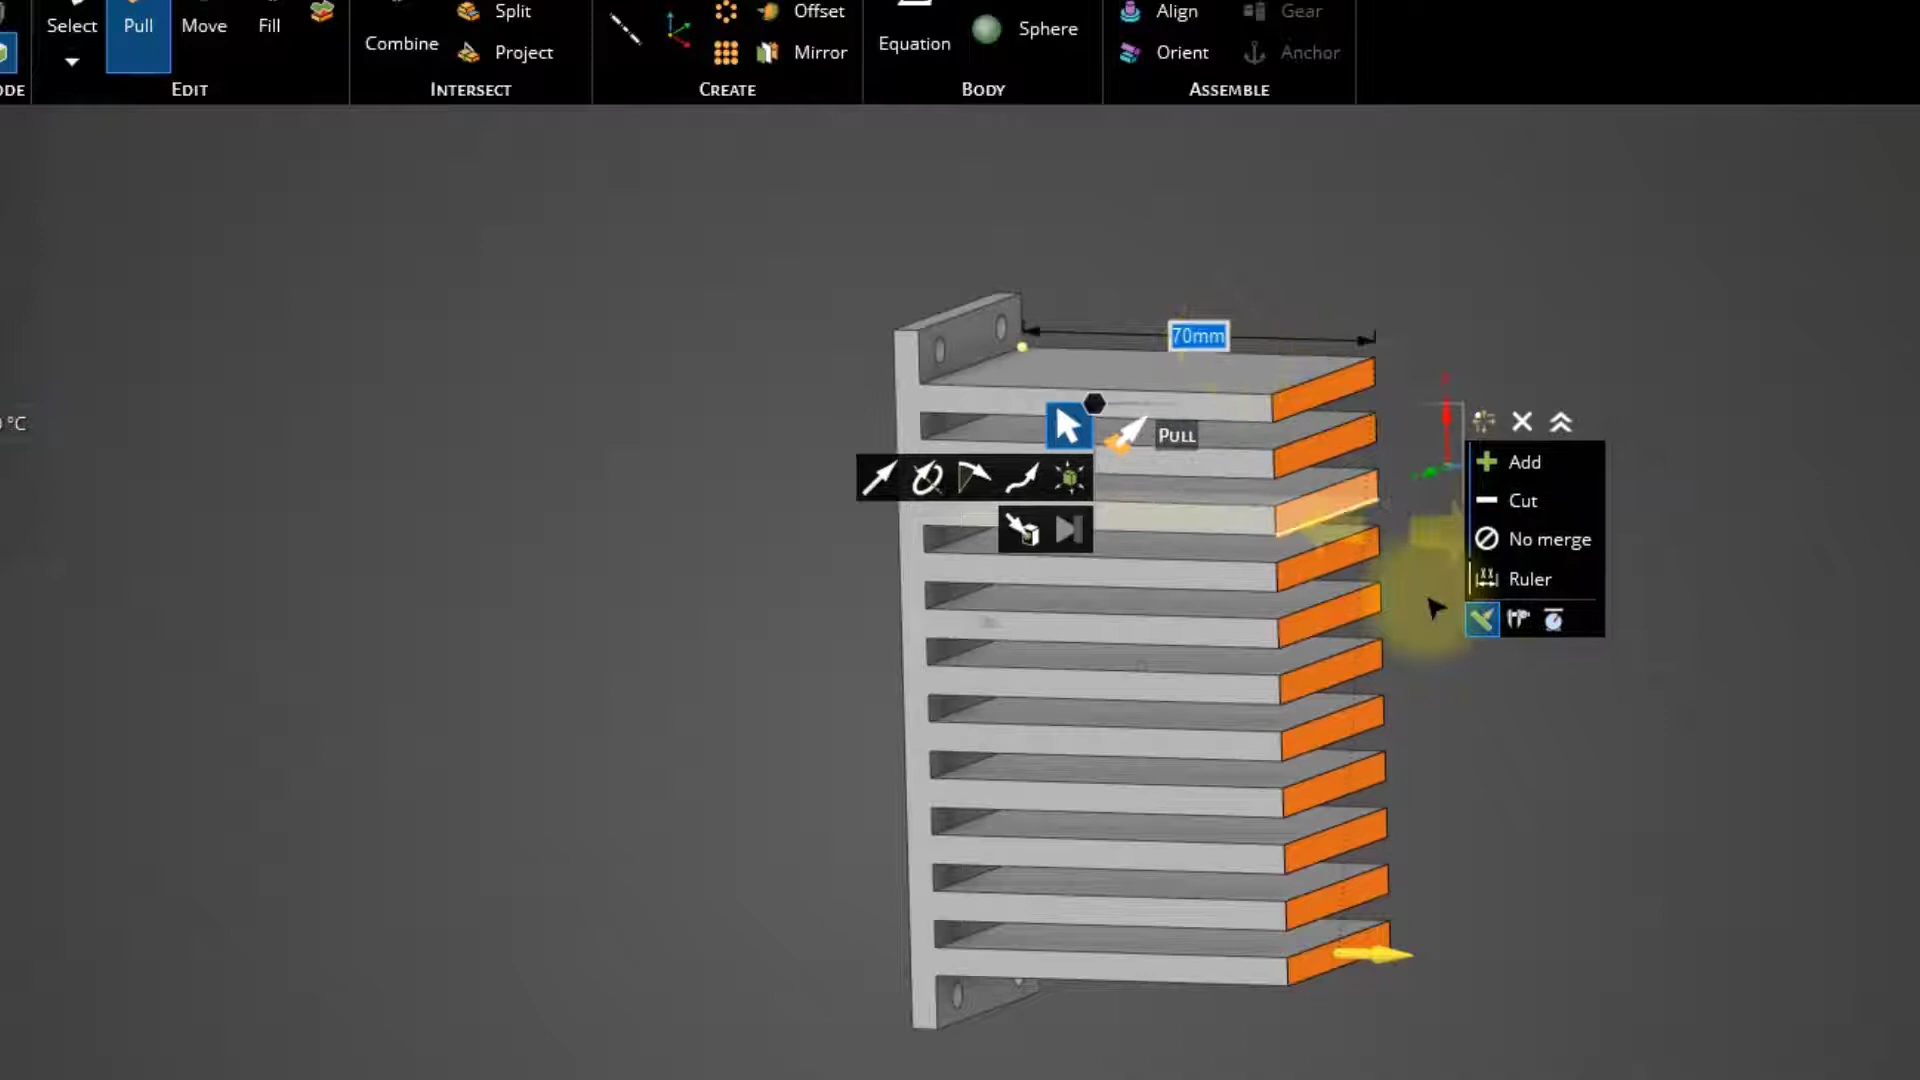 Select
Pull
Move
Fill
Combine
Split
Project
Offset
Mirror
Equation
Sphere
Align
Orient
Gear
Anchor
ODE
EDIT
INTERSECT
CREATE
BODY
ASSEMBLE
70mm
°C
PULL
Add
Cut
No merge
Ruler